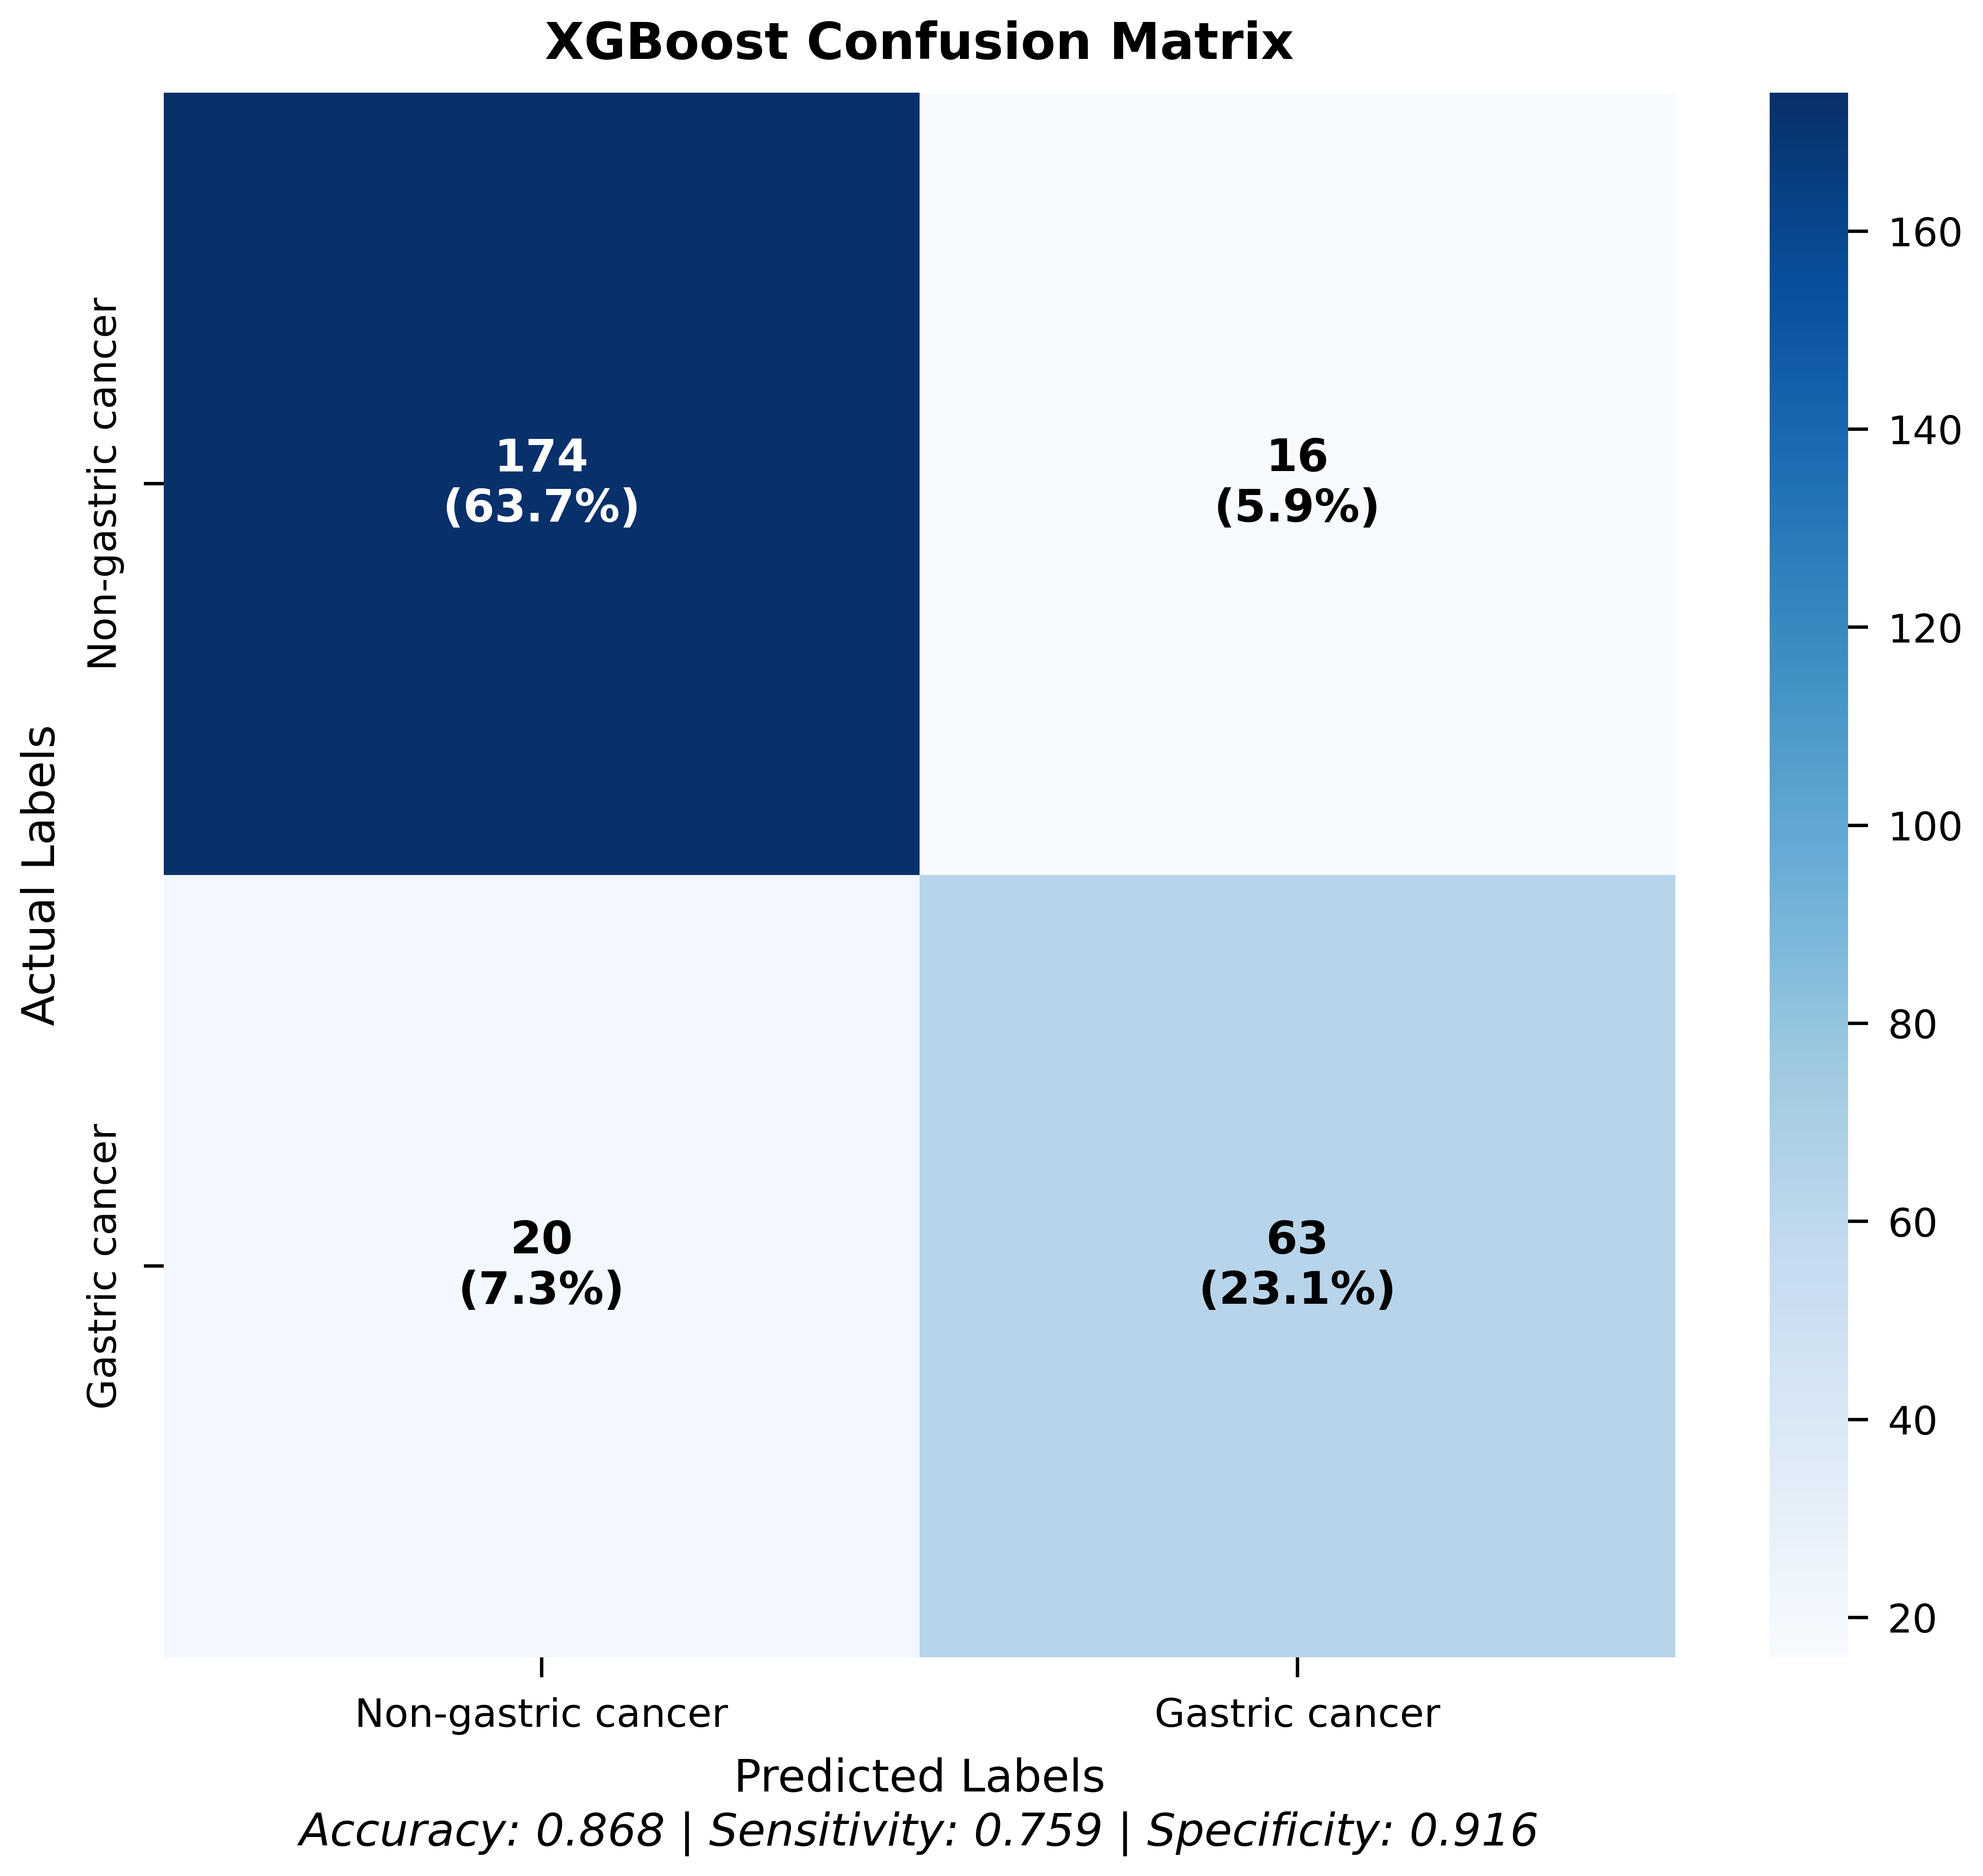 XGBoost Confusion Matrix
Actual Labels
Non-gastric cancer
174
(63.7%)
16
(5.9%)
Gastric cancer
20
(7.3%)
63
(23.1%)
160
140
120
100
80
60
40
20
Non-gastric cancer
Gastric cancer
Predicted Labels
Accuracy: 0.868 | Sensitivity: 0.759 | Specificity: 0.916